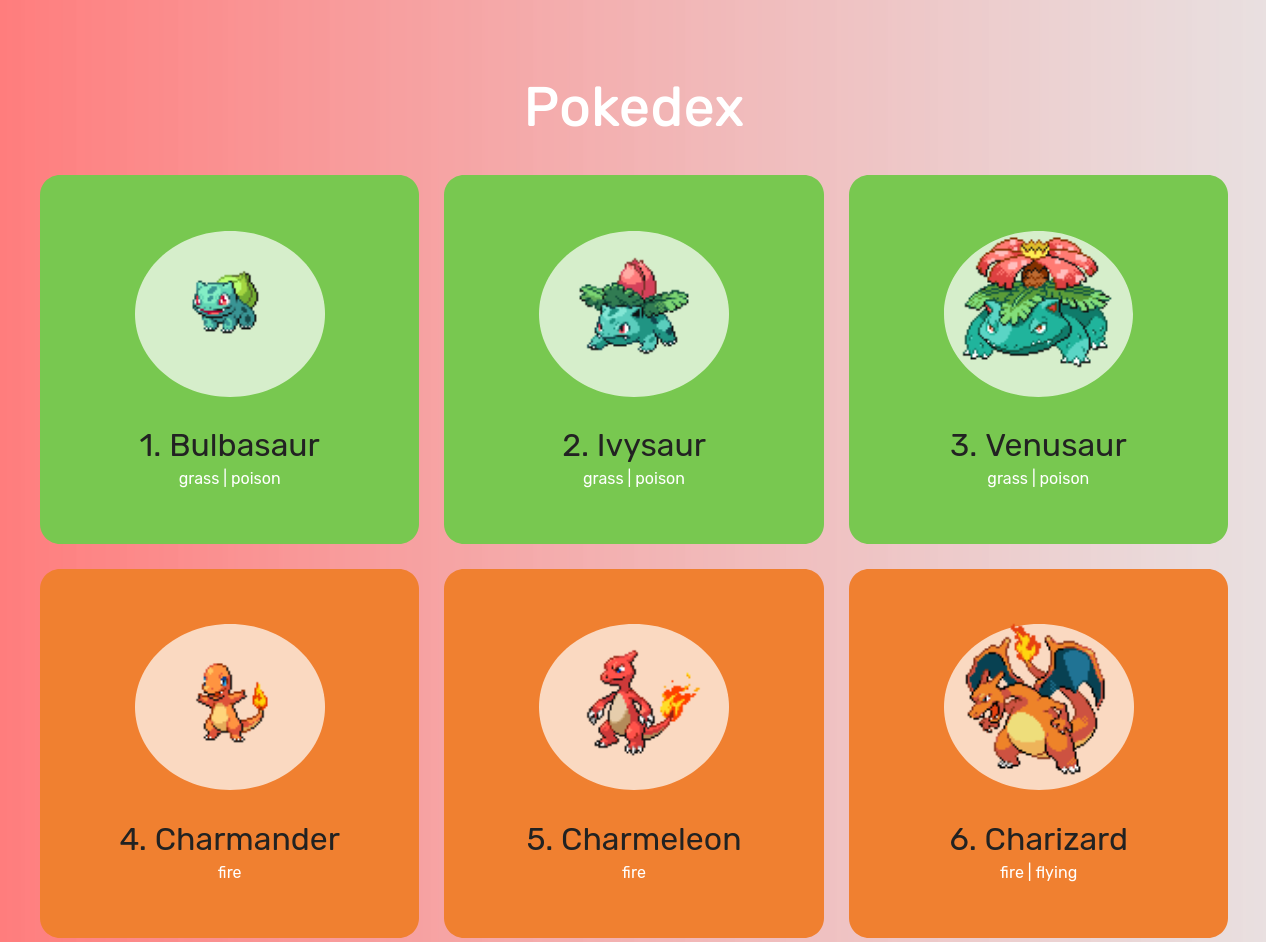 Pokedex
1. Bulbasaur
grass | poison
2. Ivysaur
grass | poison
3. Venusaur
grass | poison
4. Charmander
fire
5. Charmeleon
fire
6. Charizard
fire | flying